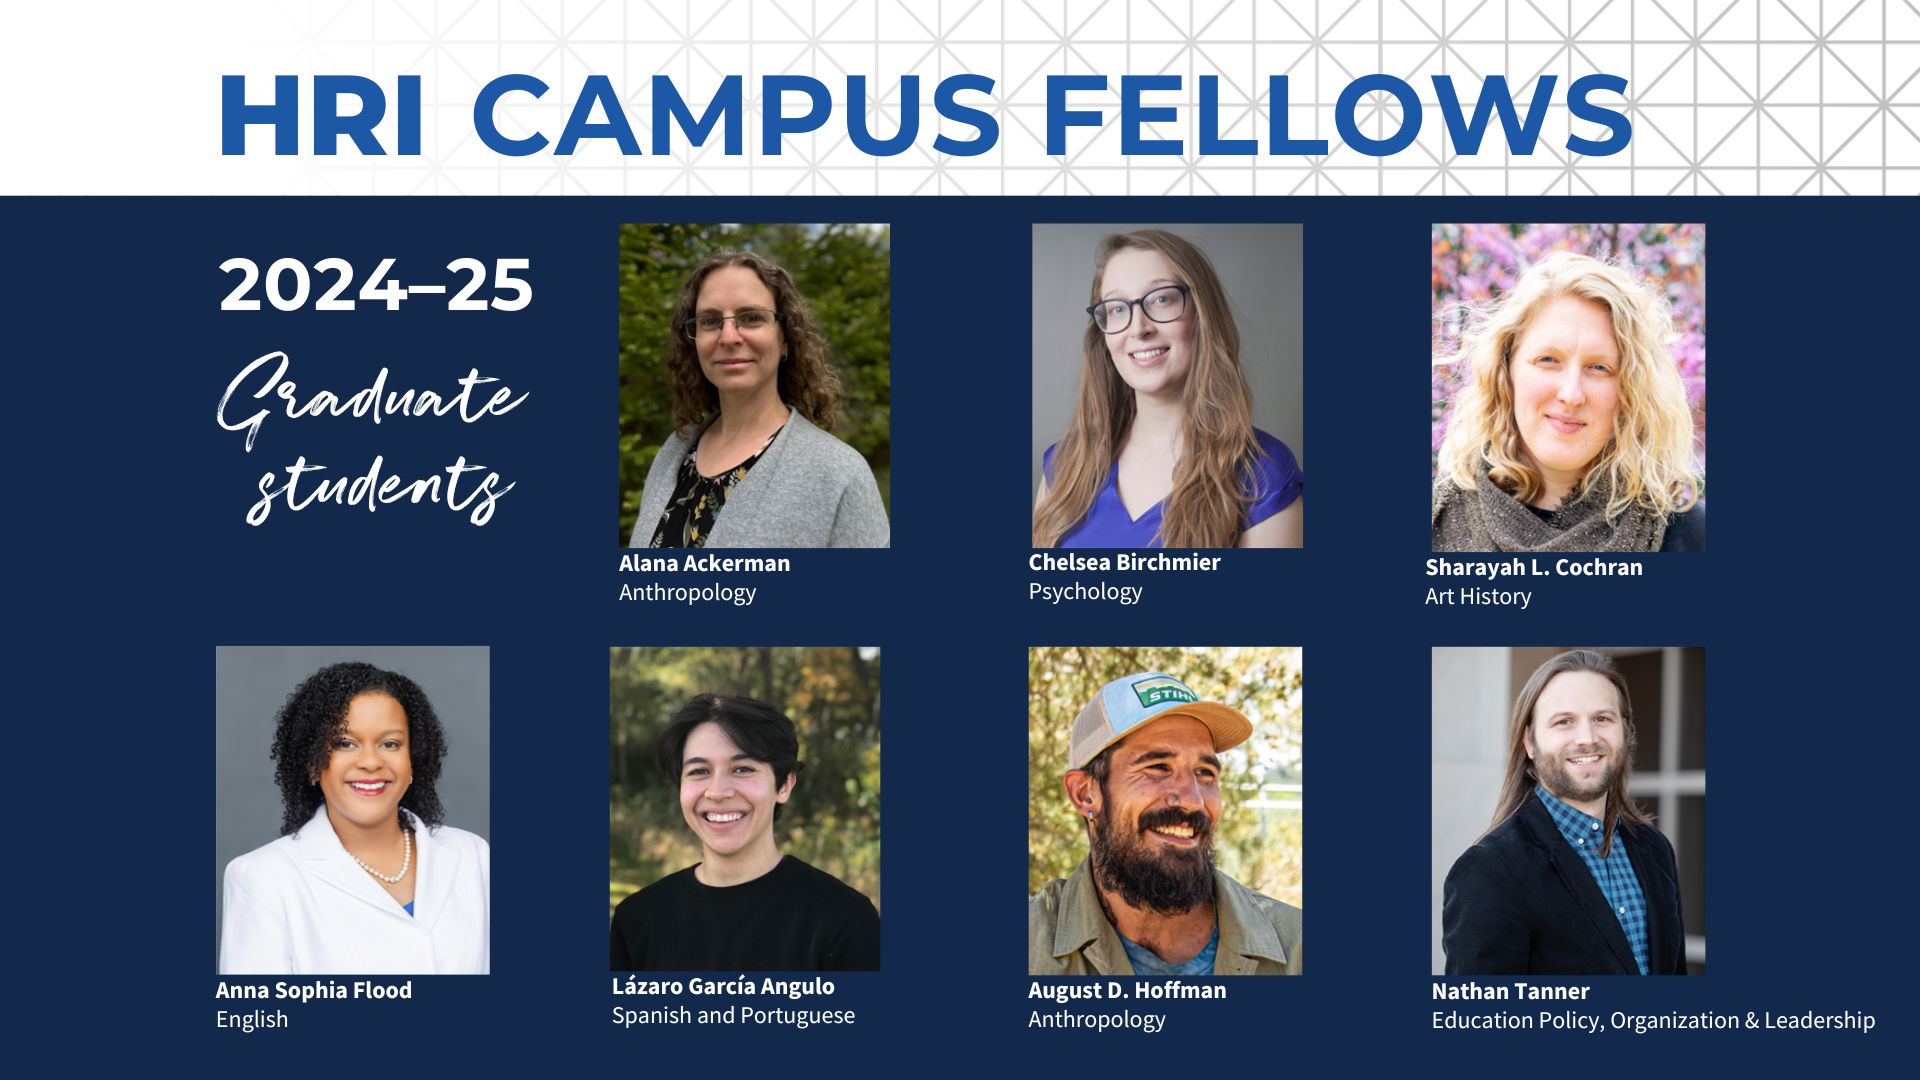 HRI CAMPUS FELLOWS
2024–25
Graduate
students
Alana Ackerman
Anthropology
Chelsea Birchmier
Psychology
Sharayah L. Cochran
Art History
Anna Sophia Flood
English
Lázaro García Angulo
Spanish and Portuguese
STIHL
August D. Hoffman
Anthropology
Nathan Tanner
Education Policy, Organization & Leadership